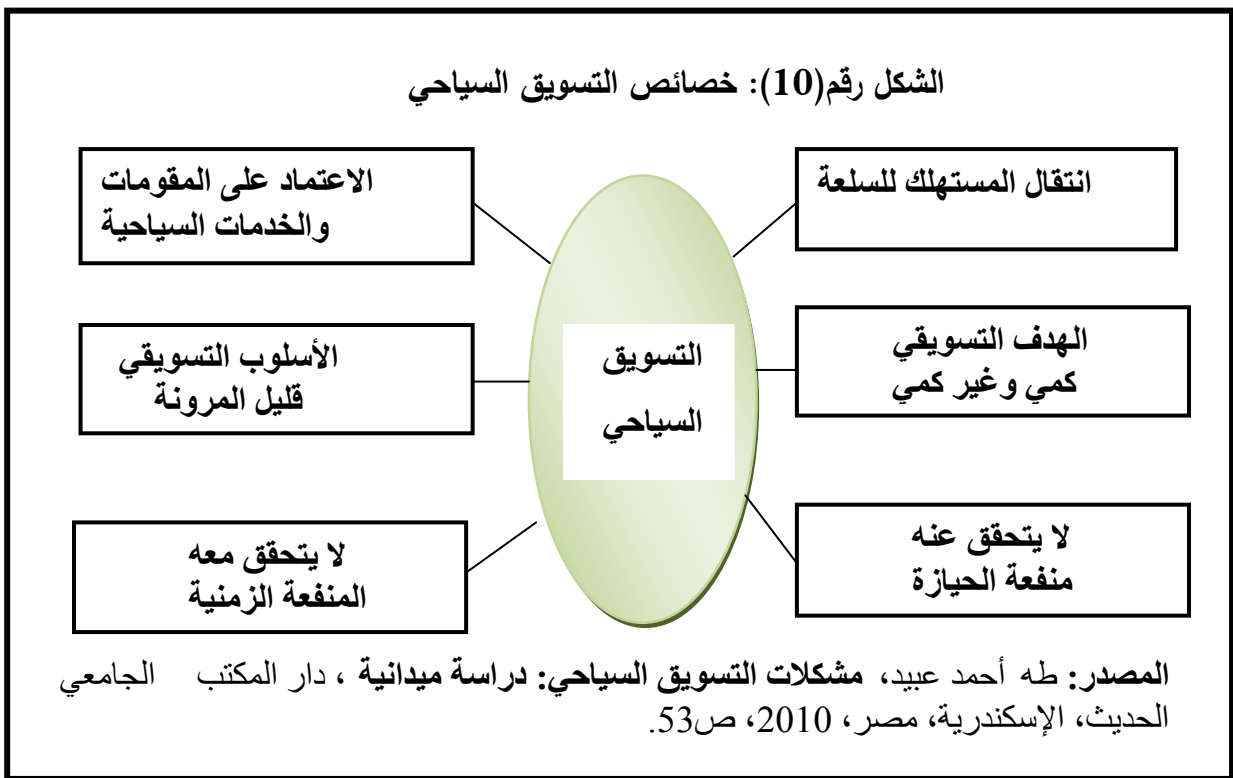 الشكل رقم(10): خصائص التسويق السياحي
انتقال المستهلك للسلعة
الاعتماد على المقومات
والخدمات السياحية
الهدف التسويقي
كمي وغير كمي
التسويق
السياحي
الأسلوب التسويقي
قليل المرونة
لا يتحقق عنه
منفعة الحيازة
لا يتحقق معه
المنفعة الزمنية
المصدر: طه أحمد عبيد، مشكلات التسويق السياحي: دراسة ميدانية ، دار المكتب الجامعي
الحديث، الإسكندرية، مصر، 2010، ص53.